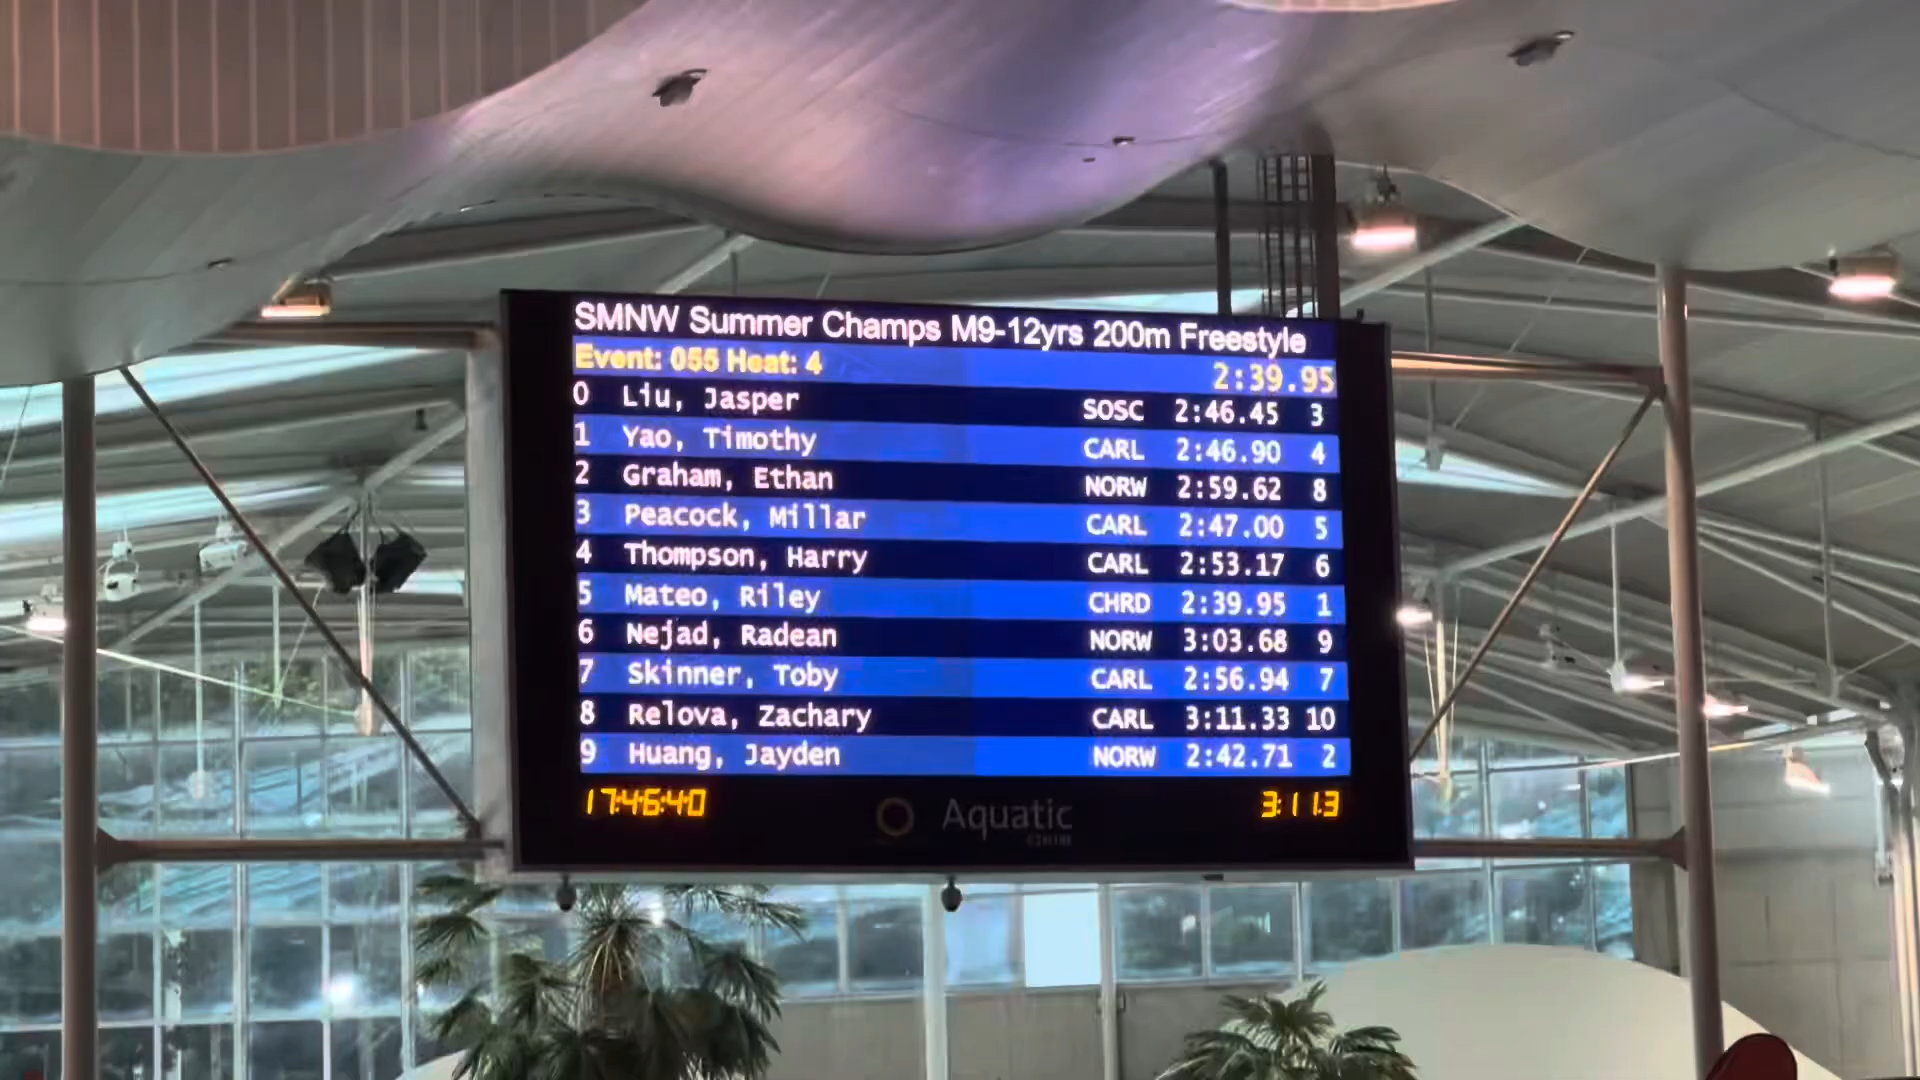 SMNW Summer Champs M9-12yrs 200m Freestyle
Event: 055 Heat: 4 2:39.95
0 Liu, Jasper SOSC 2:46.45 3
1 Yao, Timothy CARL 2:46.90 4
2 Graham, Ethan NORW 2:59.62 8
3 Peacock, Millar CARL 2:47.00 5
4 Thompson, Harry CARL 2:53.17 6
5 Mateo, Riley CHRD 2:39.95 1
6 Nejad, Radean NORW 3:03.68 9
7 Skinner, Toby CARL 2:56.94 7
8 Relova, Zachary CARL 3:11.33 10
9 Huang, Jayden NORW 2:42.71 2
17:46:40 Aquatic 3:11.3